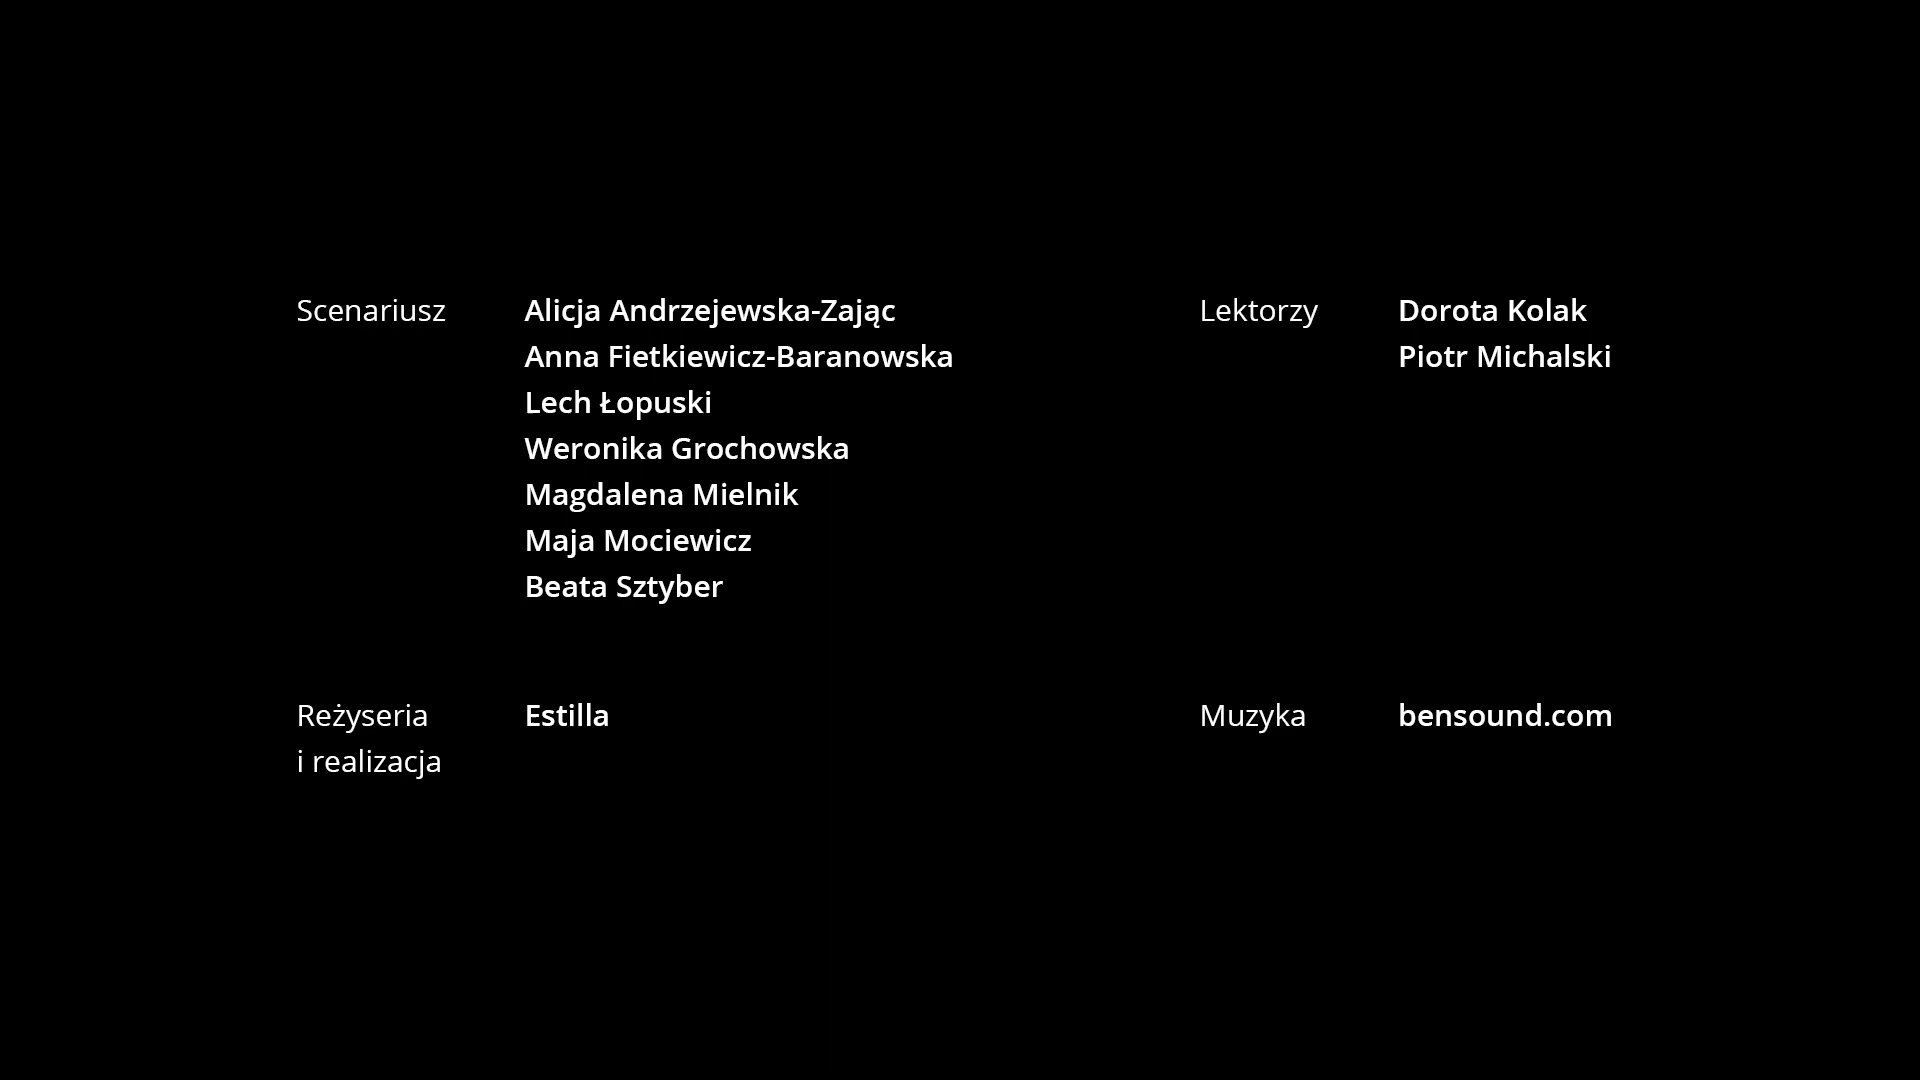 Scenariusz
Alicja Andrzejewska-Zając
Anna Fietkiewicz-Baranowska
Lech Łopuski
Weronika Grochowska
Magdalena Mielnik
Maja Mociewicz
Beata Sztyber
Lektorzy
Dorota Kolak
Piotr Michalski
Reżyseria
i realizacja
Estilla
Muzyka
bensound.com